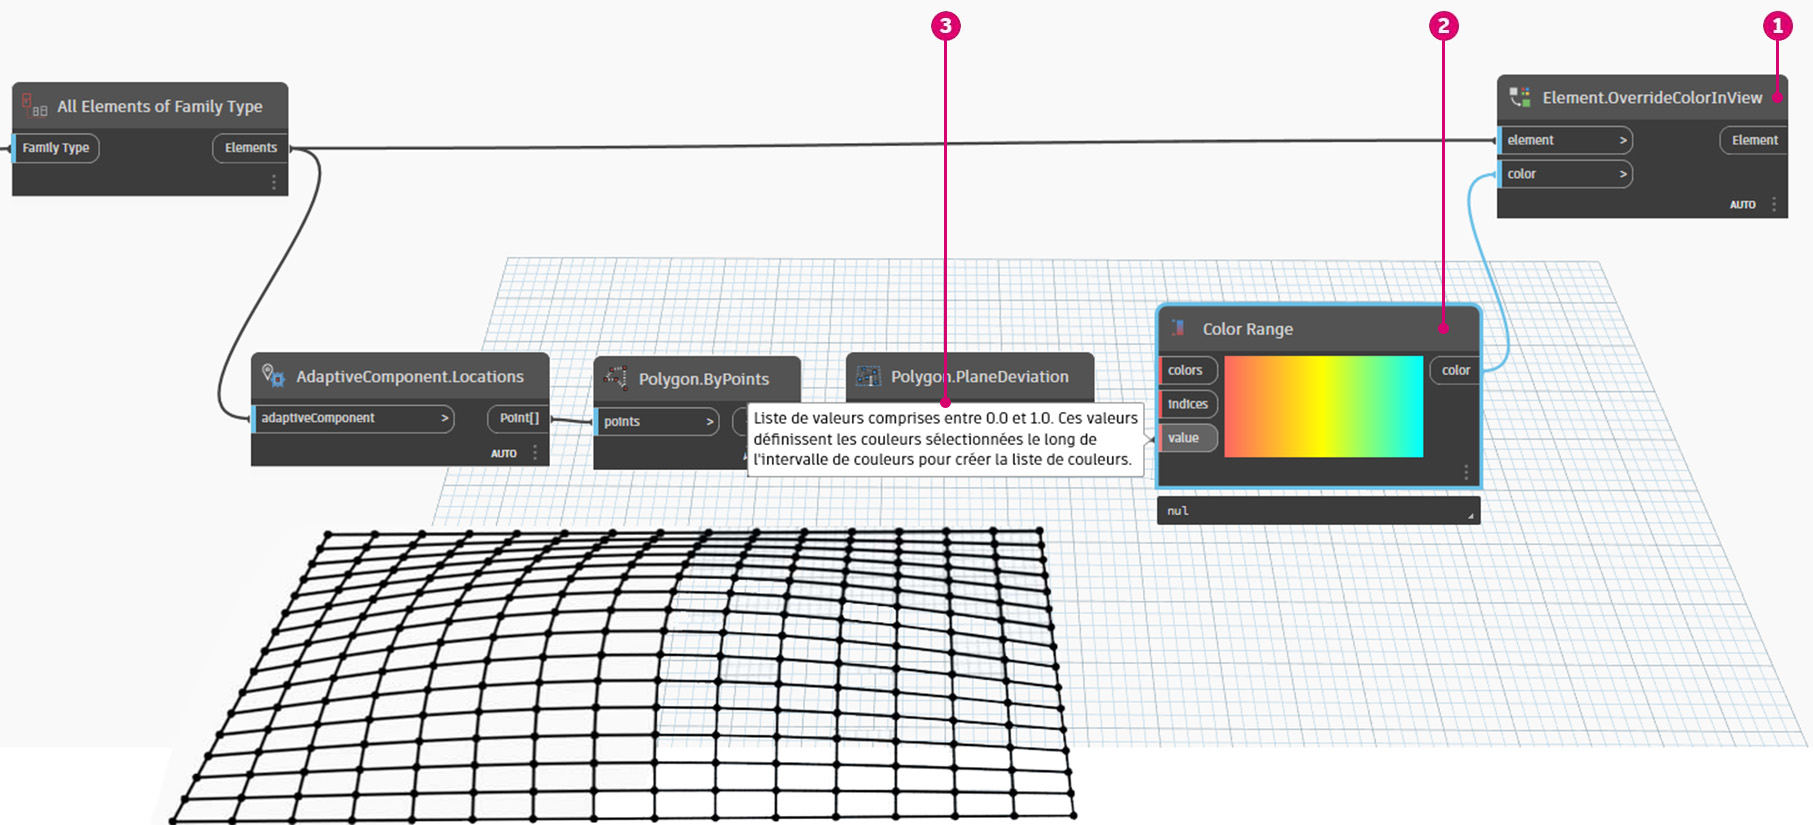 3
2
1
All Elements of Family Type
Family Type
Elements
Element.OverrideColorInView
element >
Element
color >
AUTO
Color Range
colors
color
indices
value
nul
AdaptiveComponent.Locations
adaptiveComponent >
Point[]
AUTO
Polygon.ByPoints
points >
Polygon.PlaneDeviation
Liste de valeurs comprises entre 0.0 et 1.0. Ces valeurs
définissent les couleurs sélectionnées le long de
l'intervalle de couleurs pour créer la liste de couleurs.